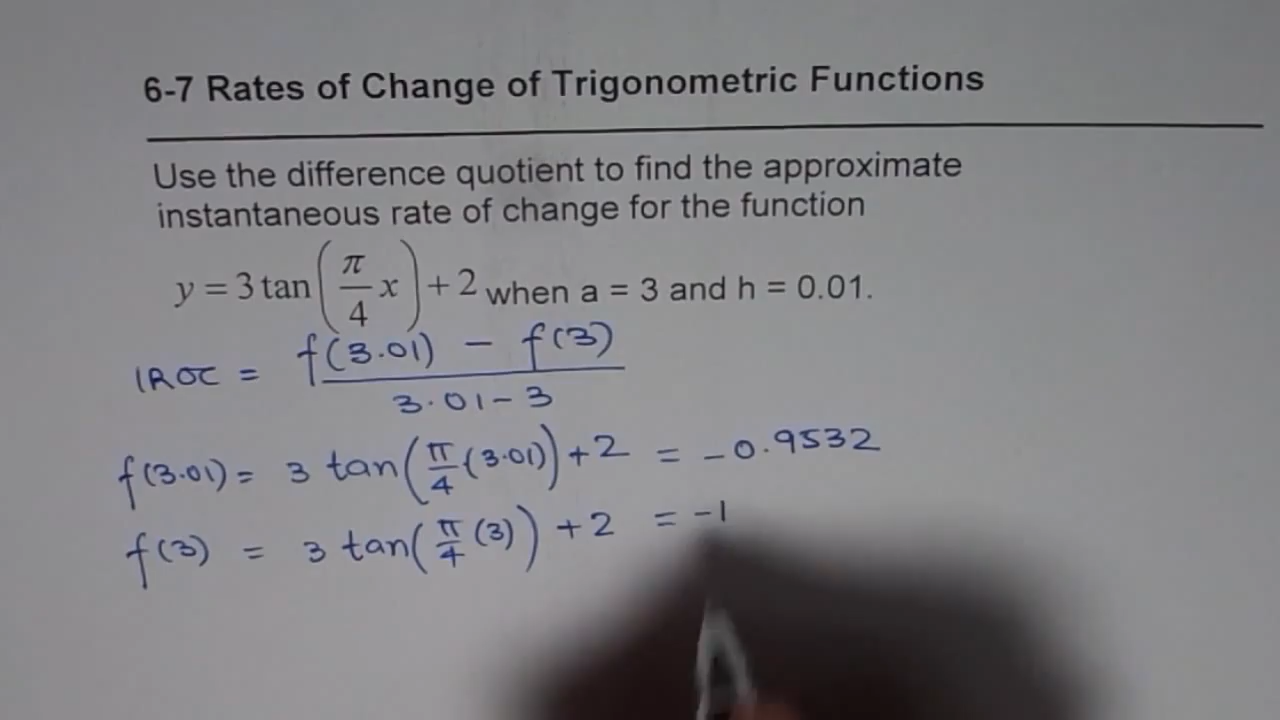 6-7 Rates of Change of Trigonometric Functions
Use the difference quotient to find the approximate
instantaneous rate of change for the function
y = 3 tan(π/4 x) + 2 when a = 3 and h = 0.01.
IROC = f(3.01) - f(3) / 3.01 - 3
f(3.01) = 3 tan(π/4 (3.01)) + 2 = -0.9532
f(3) = 3 tan(π/4 (3)) + 2 = -1